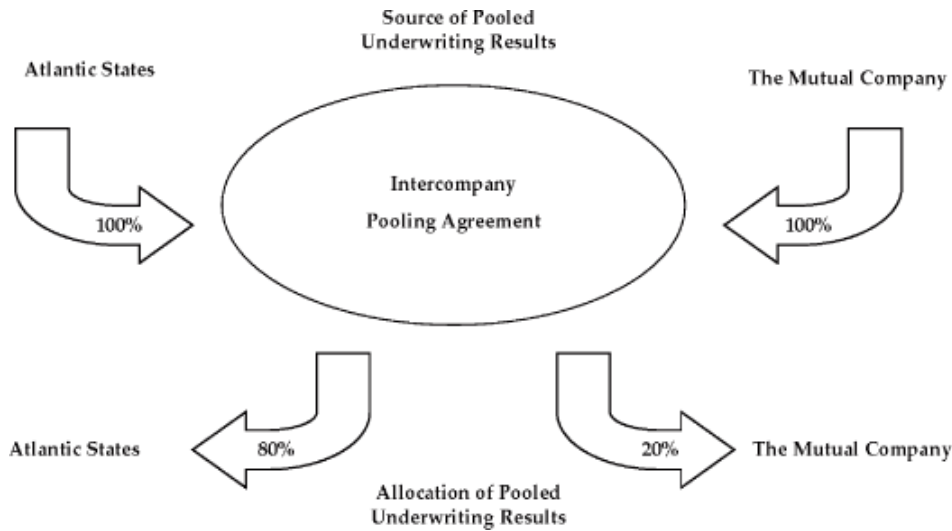 Source of Pooled
Underwriting Results
Atlantic States
The Mutual Company
Intercompany
Pooling Agreement
100%
100%
80%
20%
Atlantic States
The Mutual Company
Allocation of Pooled
Underwriting Results